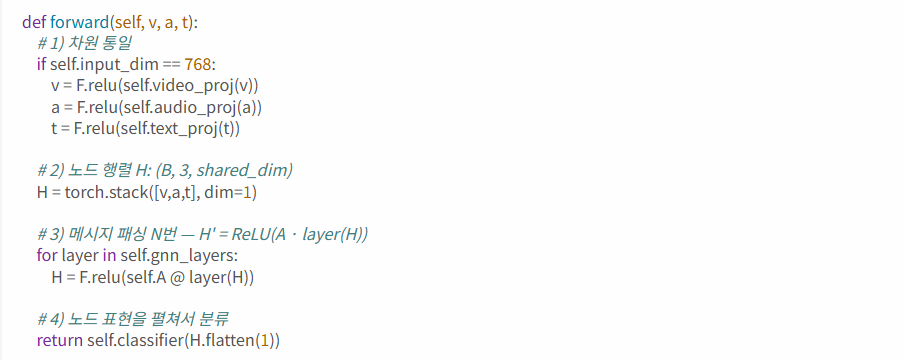 def forward(self, v, a, t):
# 1) 차원 통일
if self.input_dim == 768:
v = F.relu(self.video_proj(v))
a = F.relu(self.audio_proj(a))
t = F.relu(self.text_proj(t))
# 2) 노드 행렬 H: (B, 3, shared_dim)
H = torch.stack([v,a,t], dim=1)
# 3) 메시지 패싱 N번 — H' = ReLU(A · layer(H))
for layer in self.gnn_layers:
H = F.relu(self.A @ layer(H))
# 4) 노드 표현을 펼쳐서 분류
return self.classifier(H.flatten(1))